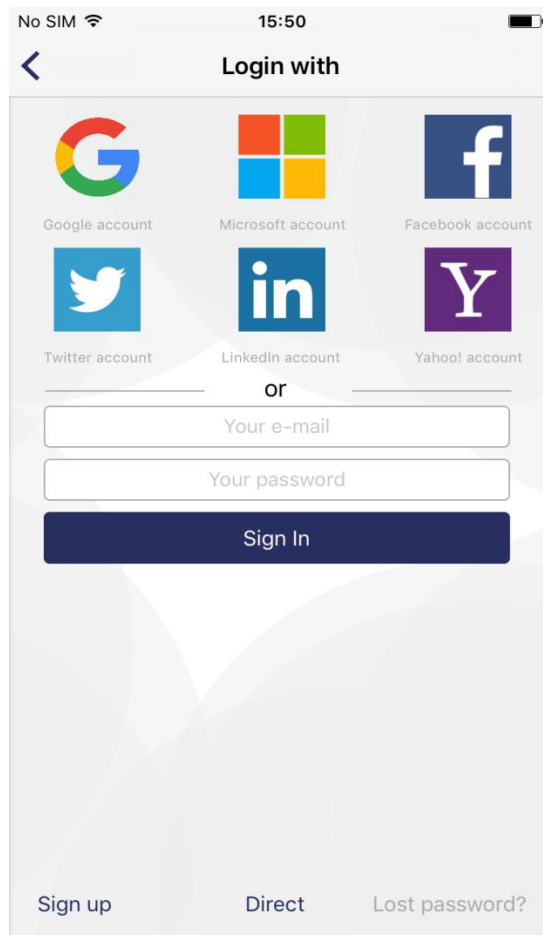 No SIM 15:50
Login with
Google account Microsoft account Facebook account
in Y
Twitter account LinkedIn account Yahoo! account
or
Your e-mail
Your password
Sign In
Sign up Direct Lost password?